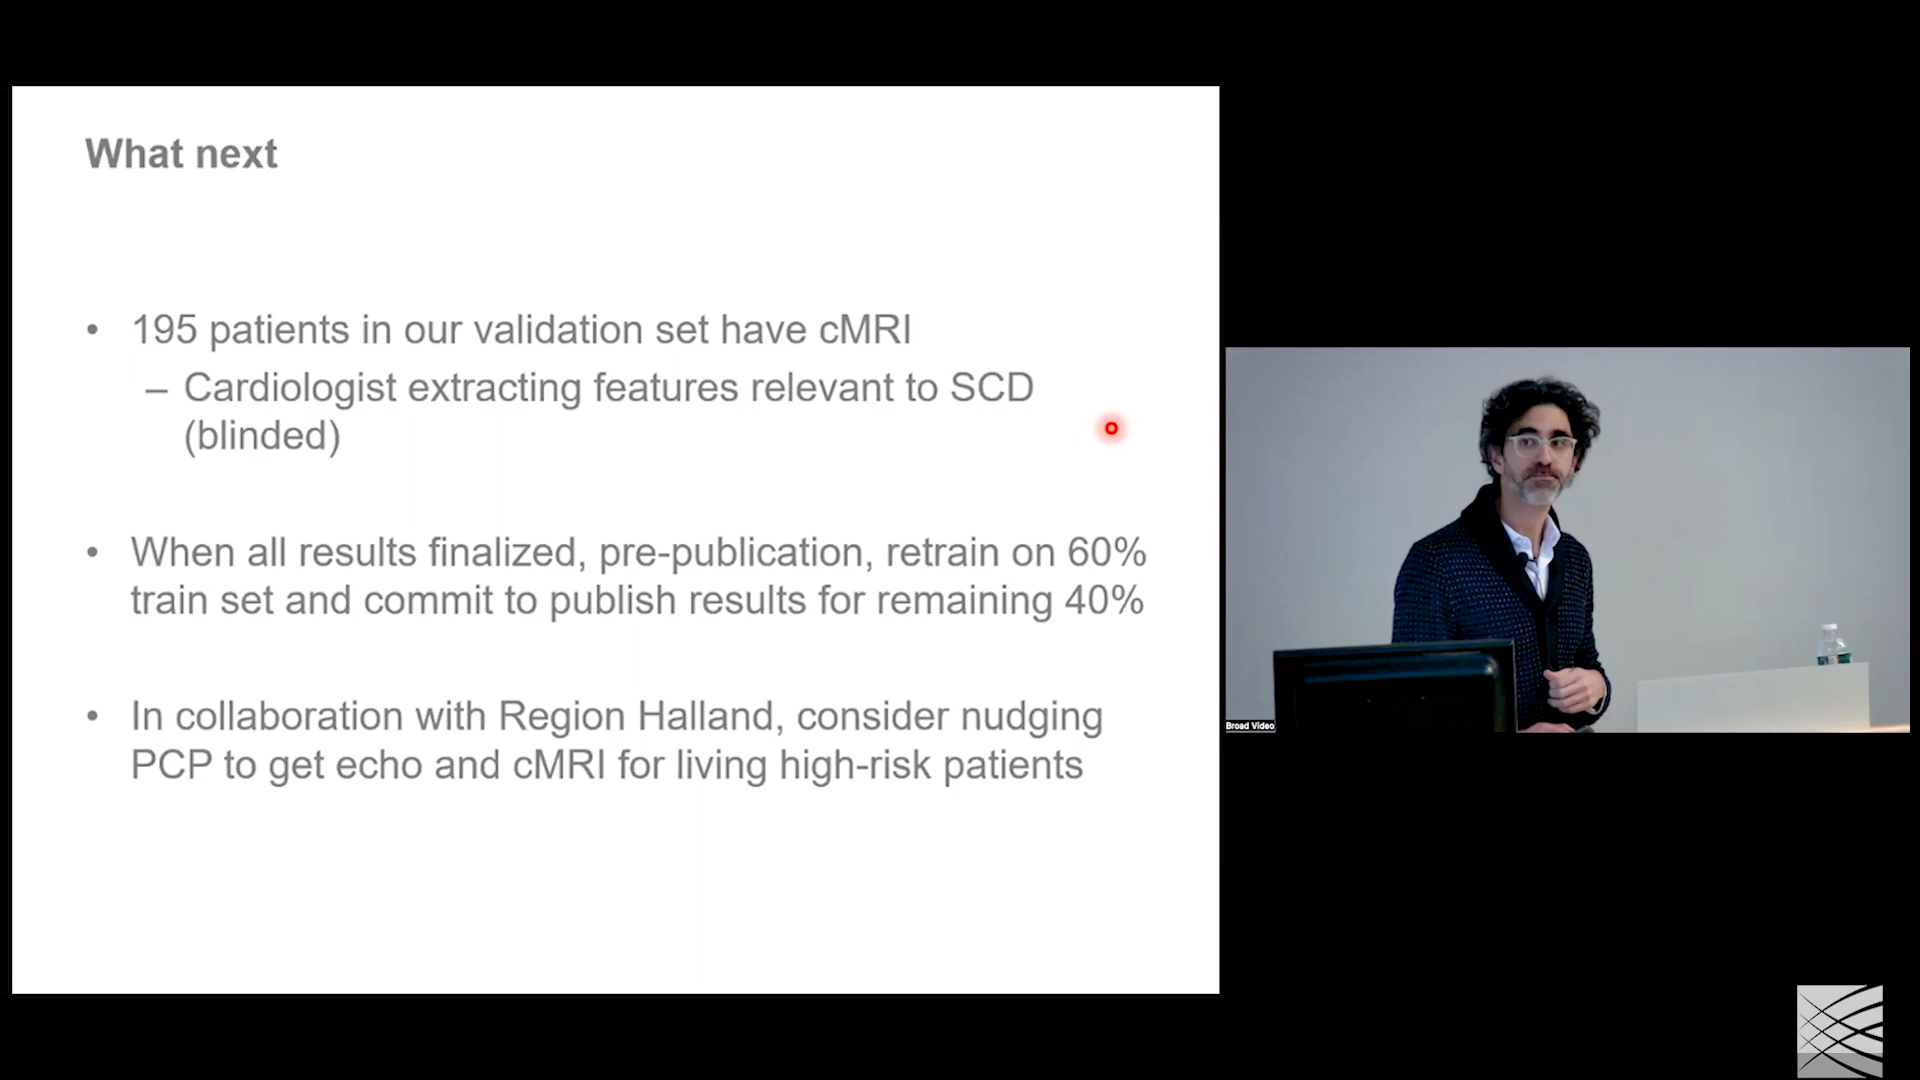 What next
• 195 patients in our validation set have cMRI
– Cardiologist extracting features relevant to SCD
(blinded)
• When all results finalized, pre-publication, retrain on 60%
train set and commit to publish results for remaining 40%
• In collaboration with Region Halland, consider nudging
PCP to get echo and cMRI for living high-risk patients
Broad Video